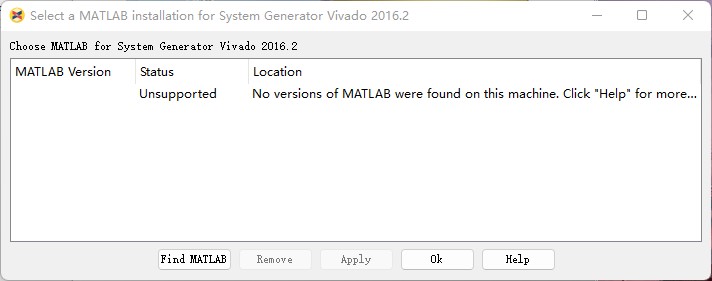 Select a MATLAB installation for System Generator Vivado 2016.2
Choose MATLAB for System Generator Vivado 2016.2
MATLAB Version Status Location
Unsupported No versions of MATLAB were found on this machine. Click "Help" for more...
Find MATLAB Remove Apply Ok Help